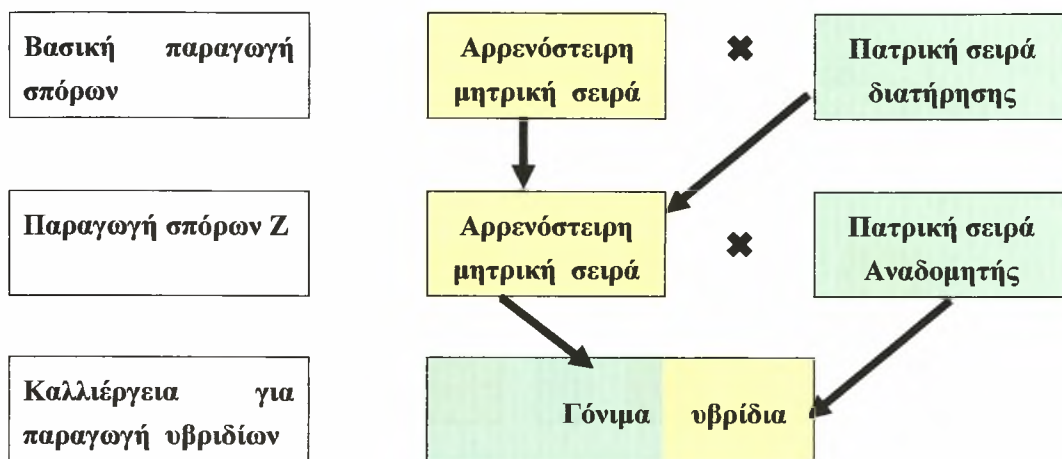 Βασική παραγωγή
σπόρων
Αρρενόστειρη
μητρική σειρά
✖
Πατρική σειρά
διατήρησης
Παραγωγή σπόρων Ζ
Αρρενόστειρη
μητρική σειρά
✖
Πατρική σειρά
Αναδομητής
Καλλιέργεια για
παραγωγή υβριδίων
Γόνιμα υβρίδια